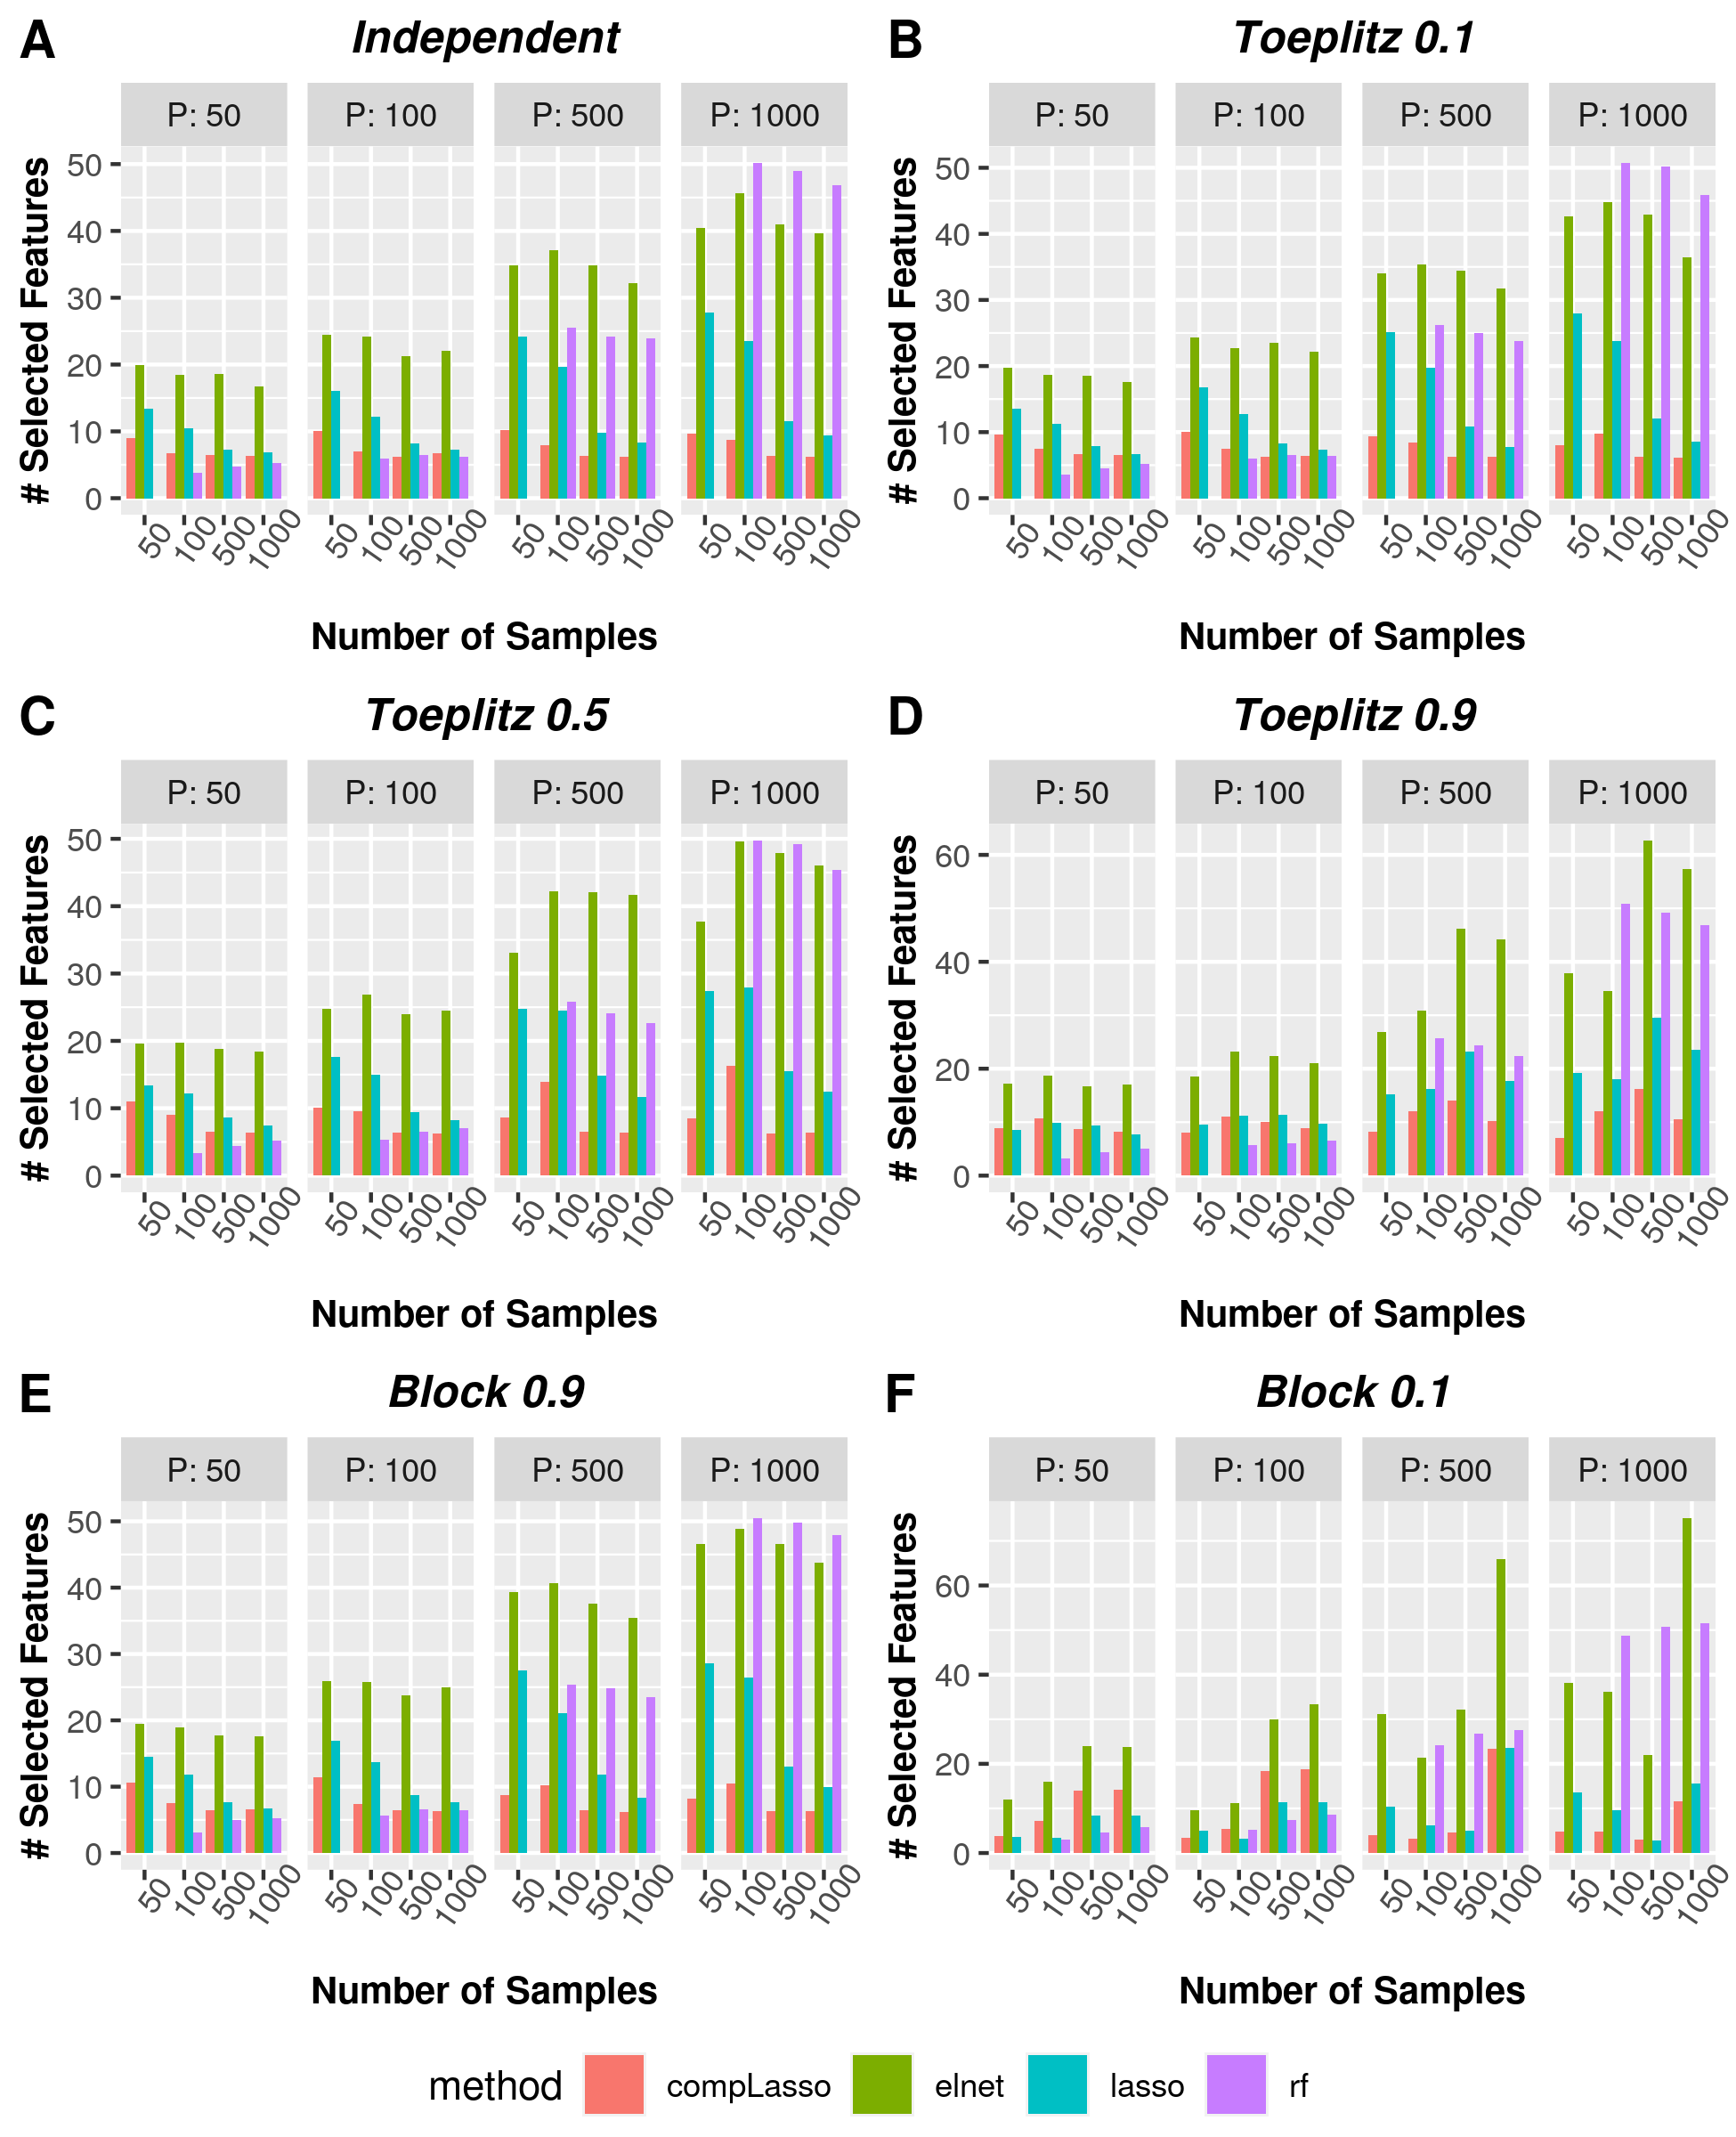 A Independent B Toeplitz 0.1
P: 50 P: 100 P: 500 P: 1000 P: 50 P: 100 P: 500 P: 1000
# Selected Features
50
40
30
20
10
0
# Selected Features
50
40
30
20
10
0
50 100 500 1000 50 100 500 1000 50 100 500 1000 50 100 500 1000
50 100 500 1000 50 100 500 1000 50 100 500 1000 50 100 500 1000
Number of Samples Number of Samples
C Toeplitz 0.5 D Toeplitz 0.9
P: 50 P: 100 P: 500 P: 1000 P: 50 P: 100 P: 500 P: 1000
# Selected Features
50
40
30
20
10
0
# Selected Features
60
40
20
0
50 100 500 1000 50 100 500 1000 50 100 500 1000 50 100 500 1000
50 100 500 1000 50 100 500 1000 50 100 500 1000 50 100 500 1000
Number of Samples Number of Samples
E Block 0.9 F Block 0.1
P: 50 P: 100 P: 500 P: 1000 P: 50 P: 100 P: 500 P: 1000
# Selected Features
50
40
30
20
10
0
# Selected Features
60
40
20
0
50 100 500 1000 50 100 500 1000 50 100 500 1000 50 100 500 1000
50 100 500 1000 50 100 500 1000 50 100 500 1000 50 100 500 1000
Number of Samples Number of Samples
method compLasso elnet lasso rf